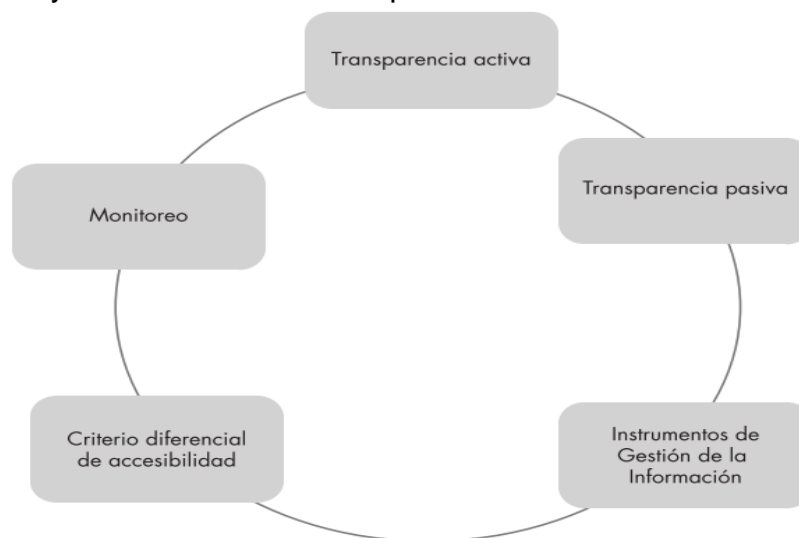 Transparencia activa
Transparencia pasiva
Instrumentos de
Gestión de la
Información
Criterio diferencial
de accesibilidad
Monitoreo